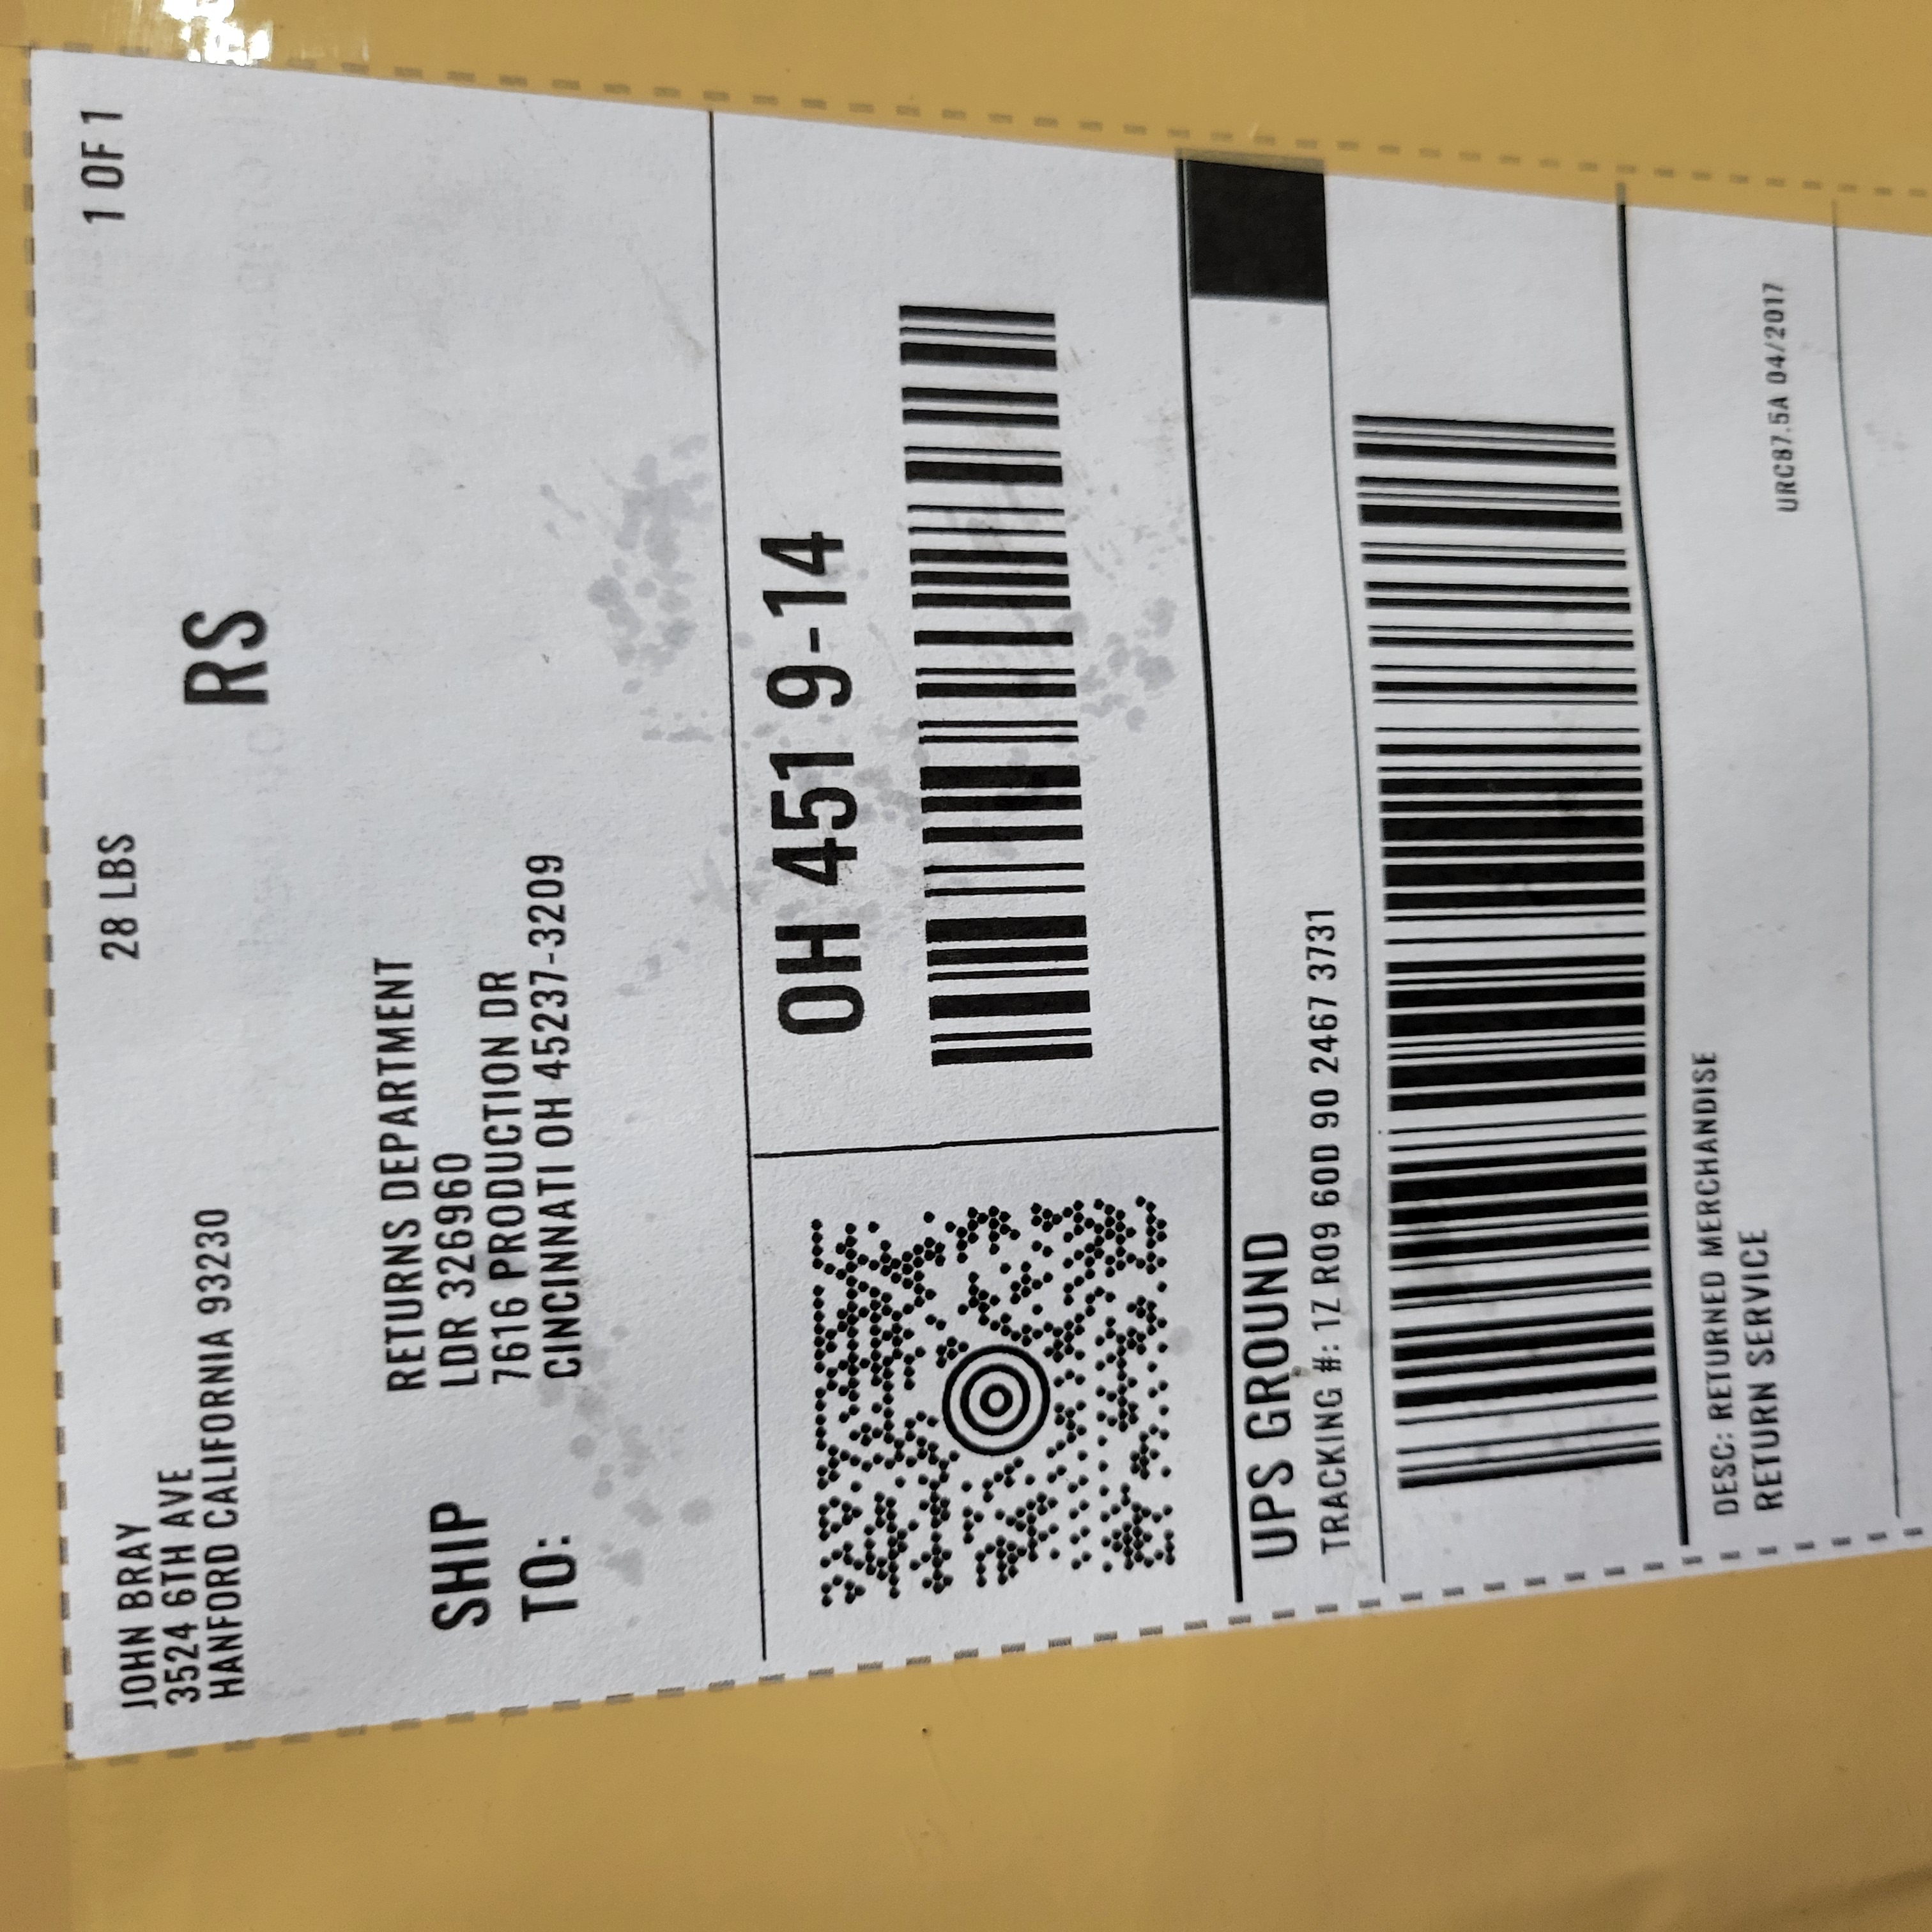 JOHN BRAY
3524 6TH AVE
HANFORD CALIFORNIA 93230
28 LBS
1 OF 1
RS
SHIP
TO:
RETURNS DEPARTMENT
LDR 3269960
7616 PRODUCTION DR
CINCINNATI OH 45237-3209
OH 451 9-14
UPS GROUND
TRACKING #: 1Z R09 60D 90 2467 3731
DESC: RETURNED MERCHANDISE
RETURN SERVICE
URC87.5A 04/2017